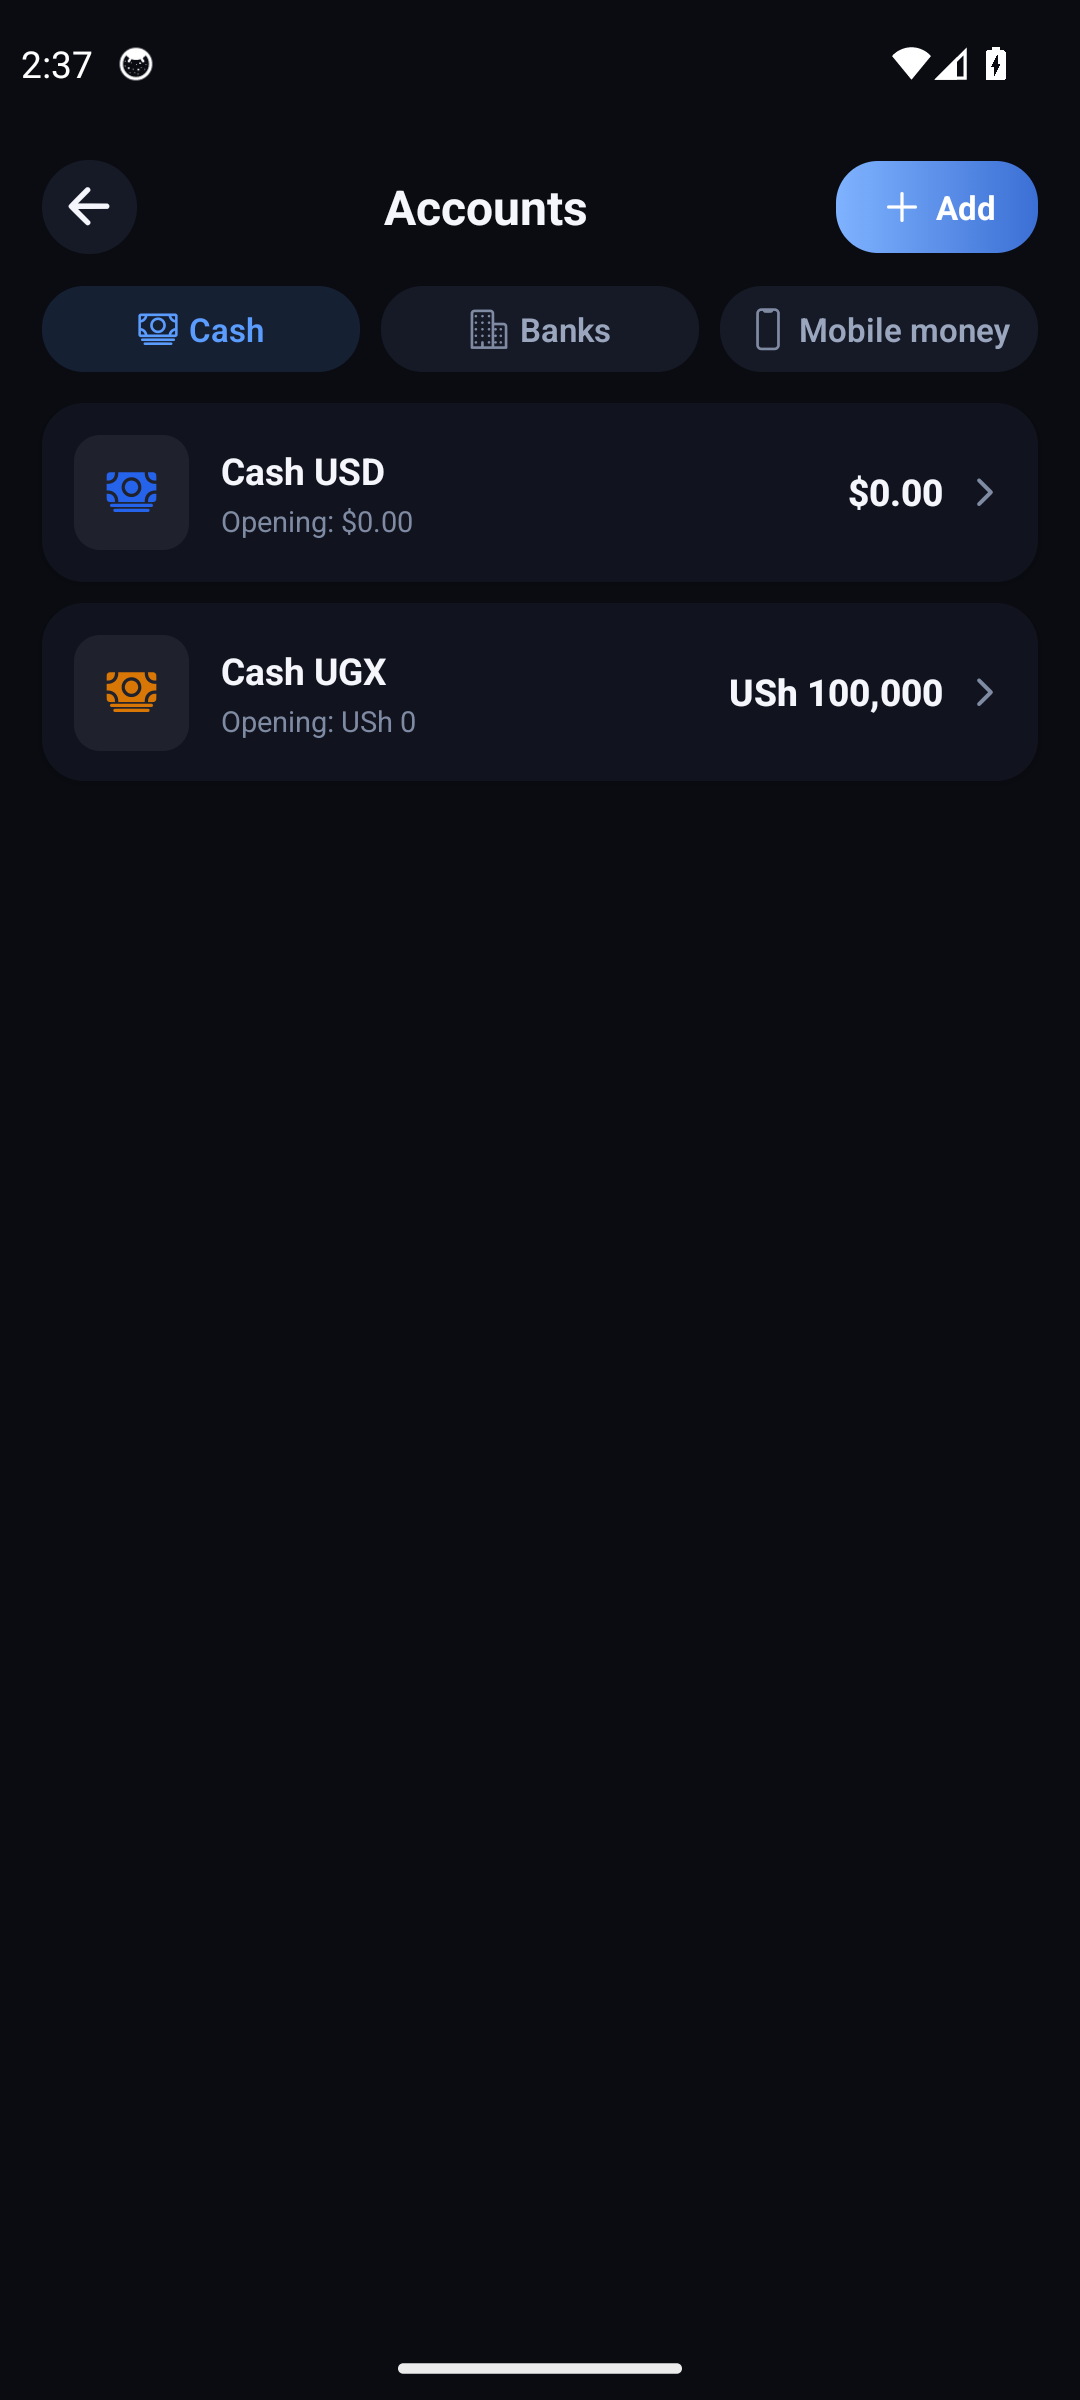 2:37
Accounts
Add
Cash
Banks
Mobile money
Cash USD
Opening: $0.00
$0.00
Cash UGX
Opening: USh 0
USh 100,000